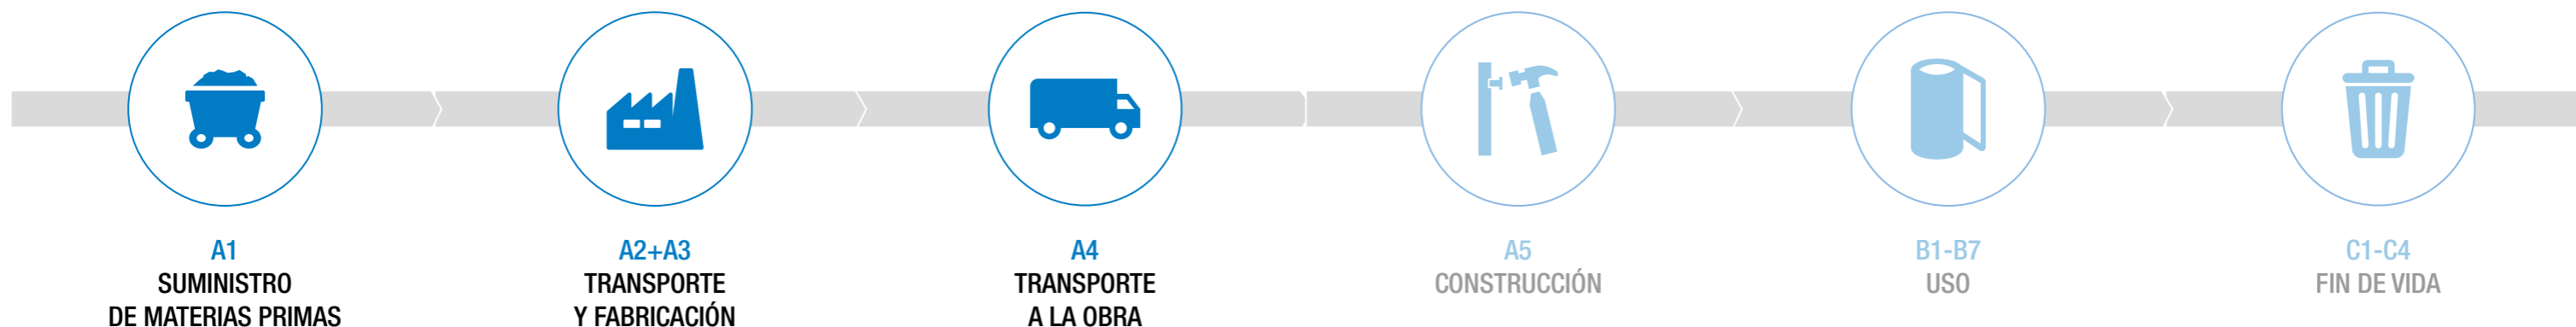 A1
SUMINISTRO
DE MATERIAS PRIMAS
A2+A3
TRANSPORTE
Y FABRICACIÓN
A4
TRANSPORTE
A LA OBRA
A5
CONSTRUCCIÓN
B1-B7
USO
C1-C4
FIN DE VIDA